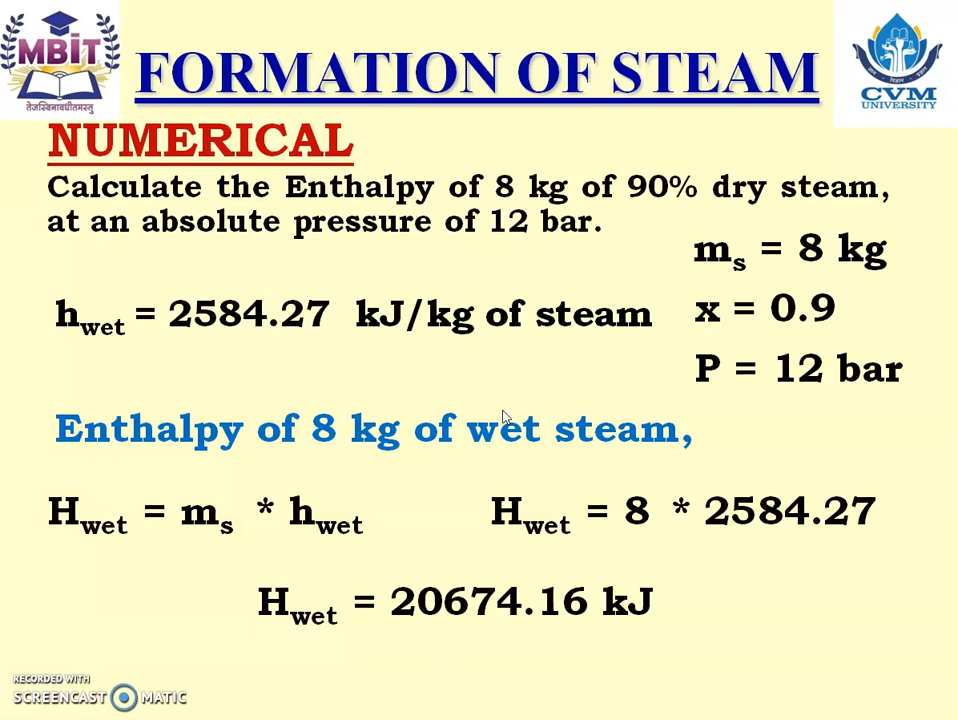 MBiT
तेजस्विनावधीतमस्तु
FORMATION OF STEAM
CVM
UNIVERSITY
NUMERICAL
Calculate the Enthalpy of 8 kg of 90% dry steam,
at an absolute pressure of 12 bar.
ms = 8 kg
hwet = 2584.27 kJ/kg of steam
x = 0.9
P = 12 bar
Enthalpy of 8 kg of wet steam,
Hwet = ms * hwet
Hwet = 8 * 2584.27
Hwet = 20674.16 kJ
RECORDED WITH
SCREENCAST MATIC